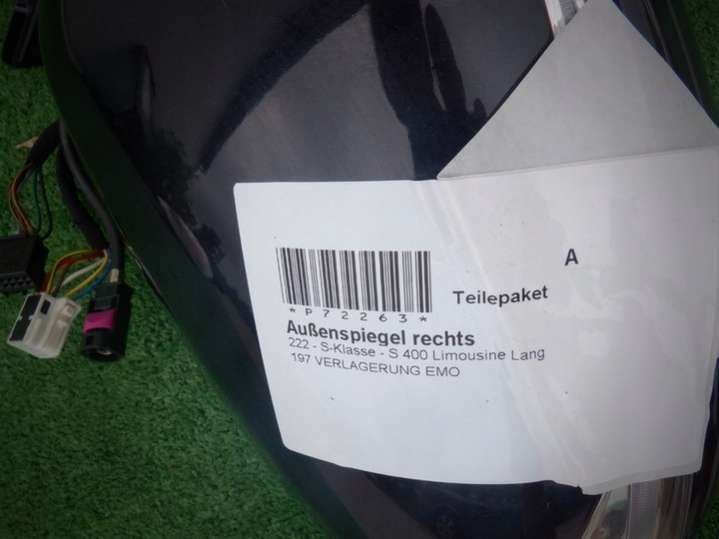 A
Teilepaket
*P72263*
Außenspiegel rechts
222 - S-Klasse - S 400 Limousine Lang
197 VERLAGERUNG EMO